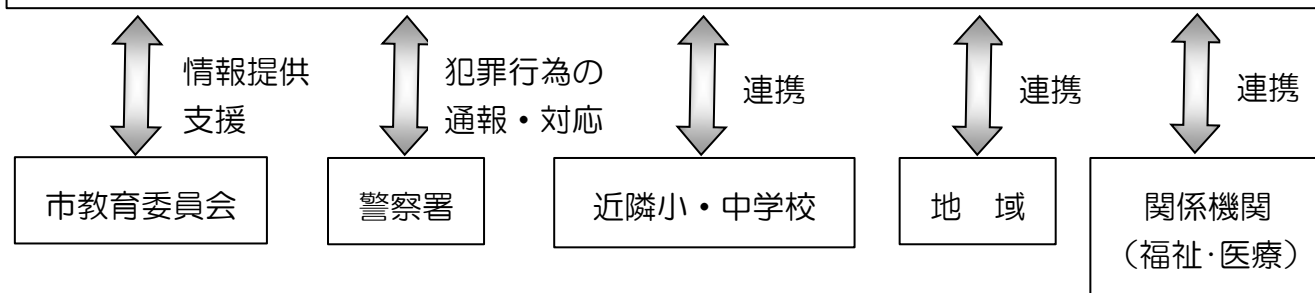 情報提供
支援
犯罪行為の
通報・対応
連携
連携
連携
市教育委員会
警察署
近隣小・中学校
地　域
関係機関
（福祉・医療）